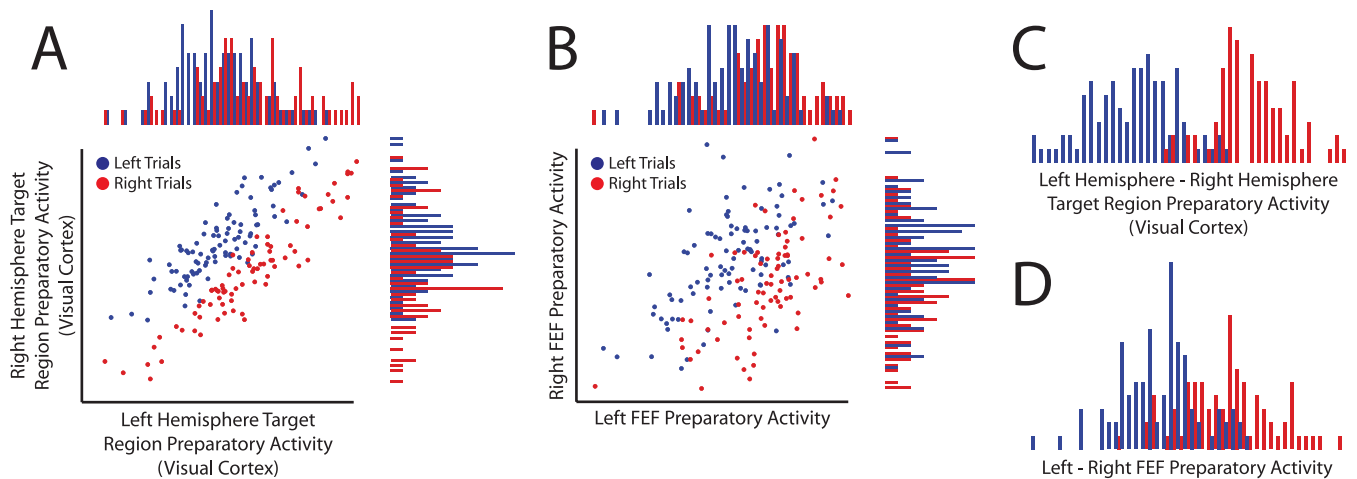 A
Left Trials
Right Trials
Right Hemisphere Target
Region Preparatory Activity
(Visual Cortex)
Left Hemisphere Target
Region Preparatory Activity
(Visual Cortex)
B
Left Trials
Right Trials
Right FEF Preparatory Activity
Left FEF Preparatory Activity
C
Left Hemisphere - Right Hemisphere
Target Region Preparatory Activity
(Visual Cortex)
D
Left - Right FEF Preparatory Activity